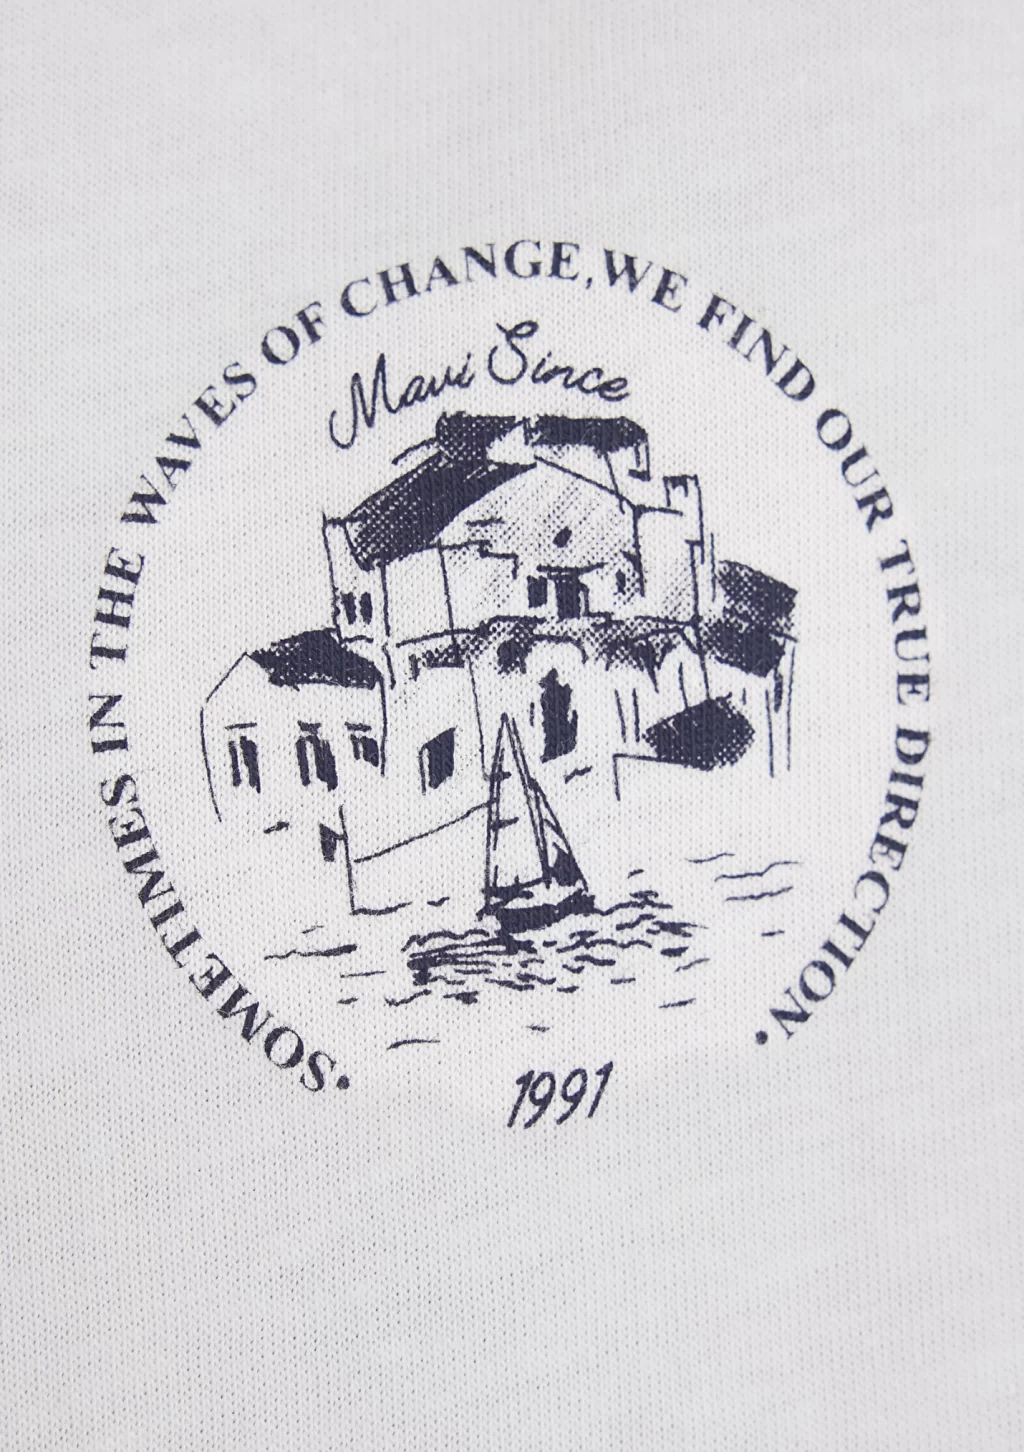 •SOMETIMES IN THE WAVES OF CHANGE, WE FIND OUR TRUE DIRECTION.•
Mavi Since
1991